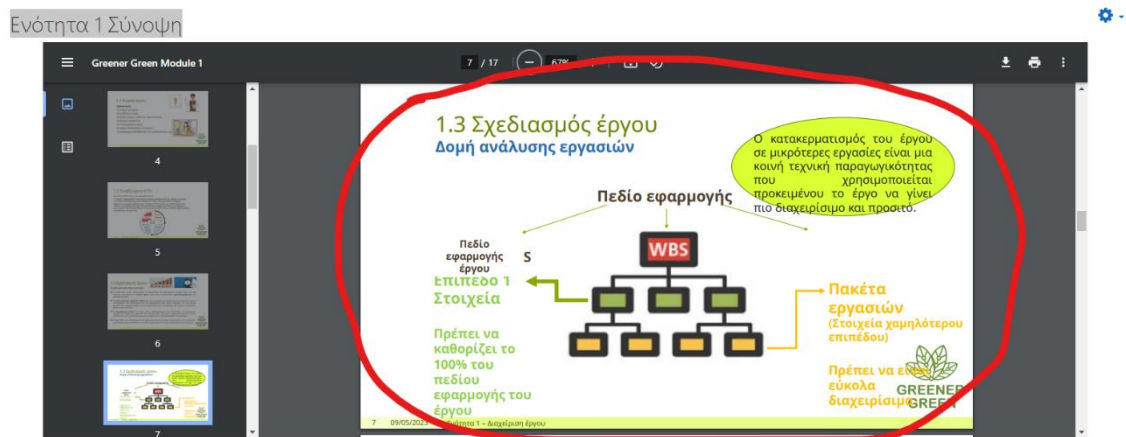 Ενότητα 1 Σύνοψη
Greener Green Module 1
7 / 17
67%
4
5
6
7
1.3 Σχεδιασμός έργου
Δομή ανάλυσης εργασιών
Ο κατακερματισμός του έργου
σε μικρότερες εργασίες είναι μια
κοινή τεχνική παραγωγικότητας
που χρησιμοποιείται
προκειμένου το έργο να γίνει
πιο διαχειρίσιμο και προσιτό.
Πεδίο εφαρμογής
WBS
Πεδίο
εφαρμογής
έργου
S
Επίπεδο 1
Στοιχεία
Πρέπει να
καθορίζει το
100% του
πεδίου
εφαρμογής του
έργου
Πακέτα
εργασιών
(Στοιχεία χαμηλότερου
επιπέδου)
Πρέπει να
εύκολα
διαχειρίσιμα
GREENER
GREEN
7 09/05/2023 Ενότητα 1 – Διαχείριση έργου